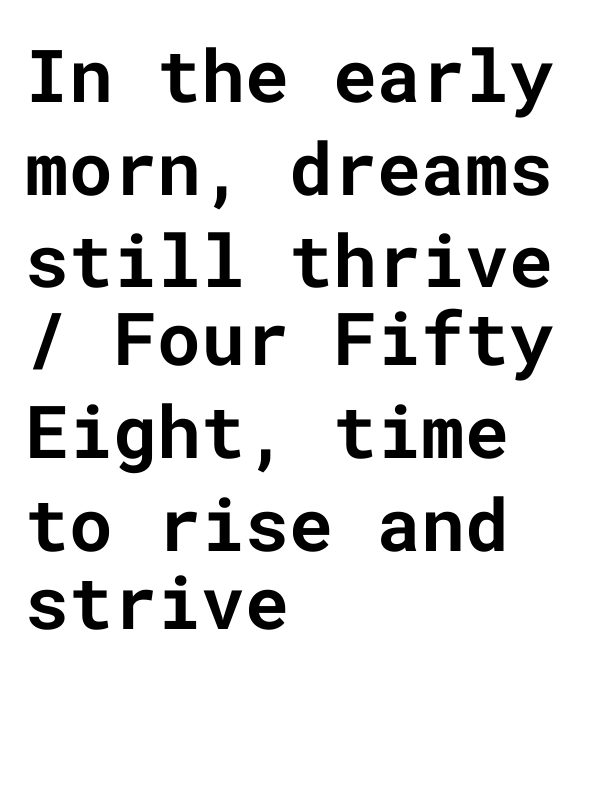 In the early
morn, dreams
still thrive
/ Four Fifty
Eight, time
to rise and
strive